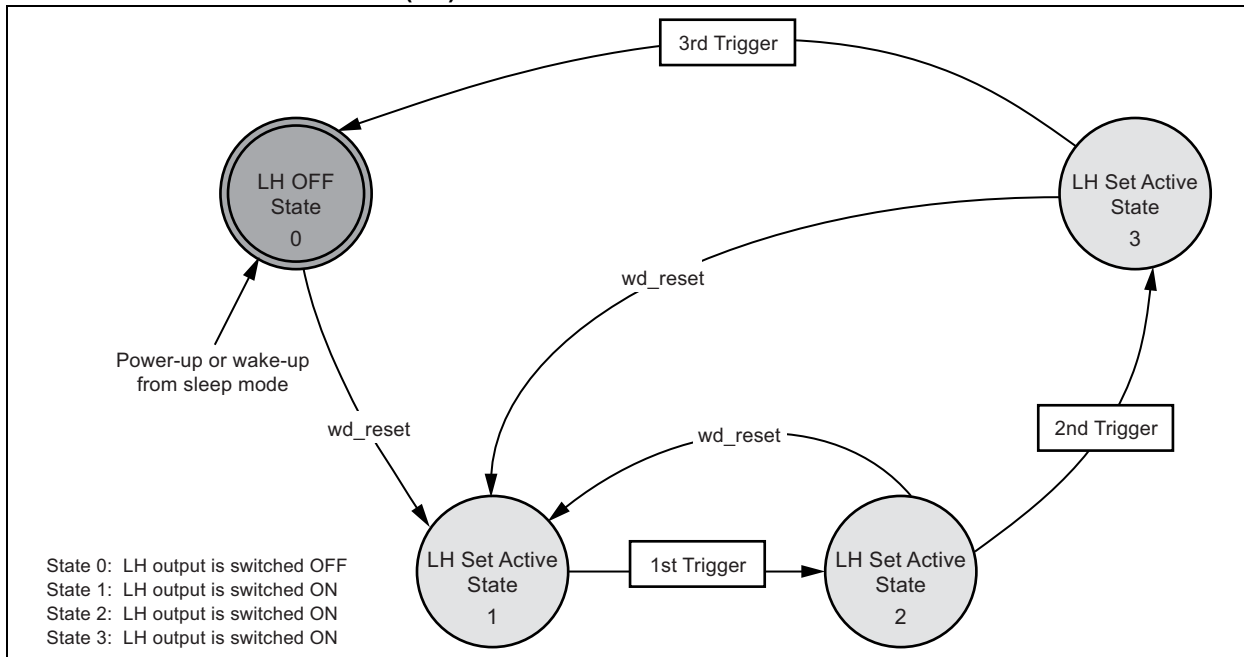 3rd Trigger
LH OFF
State
0
LH Set Active
State
3
wd_reset
Power-up or wake-up
from sleep mode
wd_reset
wd_reset
2nd Trigger
LH Set Active
State
1
1st Trigger
LH Set Active
State
2
State 0: LH output is switched OFF
State 1: LH output is switched ON
State 2: LH output is switched ON
State 3: LH output is switched ON